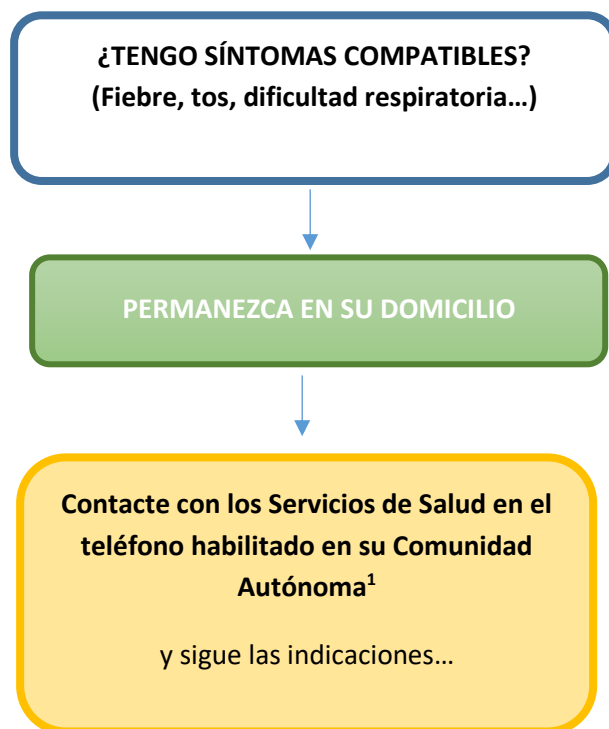 ¿TENGO SÍNTOMAS COMPATIBLES?
(Fiebre, tos, dificultad respiratoria…)
PERMANEZCA EN SU DOMICILIO
Contacte con los Servicios de Salud en el
teléfono habilitado en su Comunidad
Autónoma¹
y sigue las indicaciones…